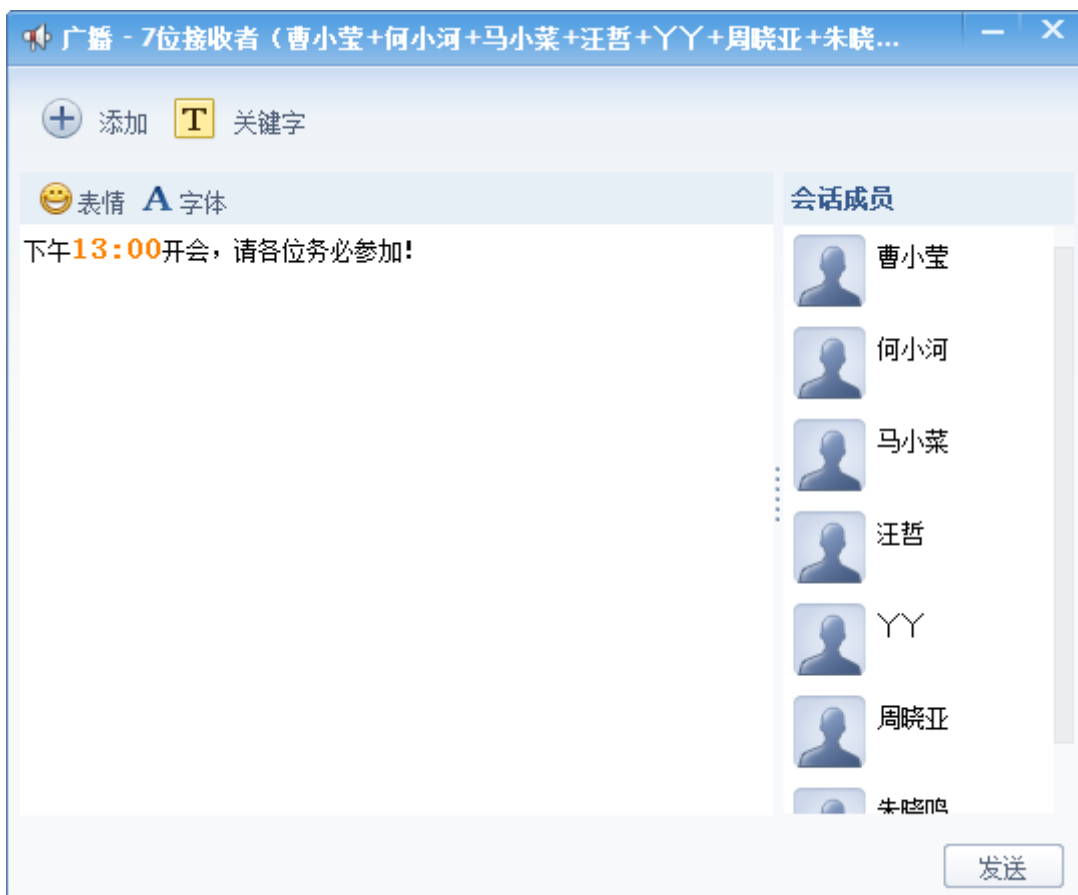 广播 - 7位接收者（曹小莹+何小河+马小菜+汪哲+丫丫+周晓亚+朱晓...
添加 T 关键字
表情 A 字体
会话成员
下午13:00开会，请各位务必参加!
曹小莹
何小河
马小菜
汪哲
丫丫
周晓亚
朱晓鸣
发送